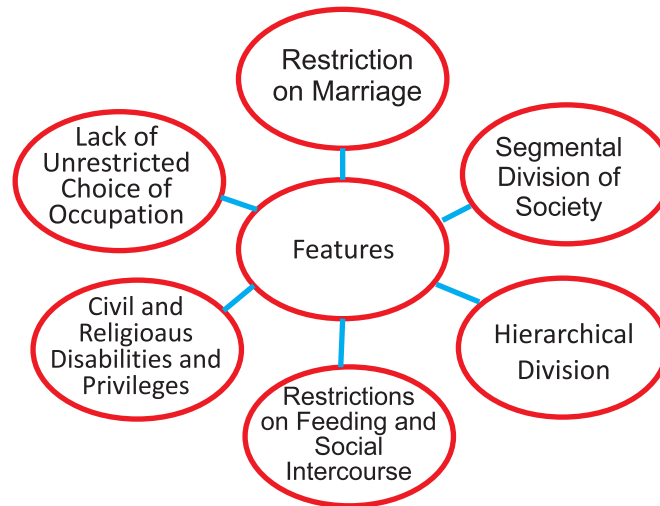 Restriction
on Marriage
Lack of
Unrestricted
Choice of
Occupation
Segmental
Division of
Society
Features
Civil and
Religioaus
Disabilities and
Privileges
Hierarchical
Division
Restrictions
on Feeding and
Social
Intercourse